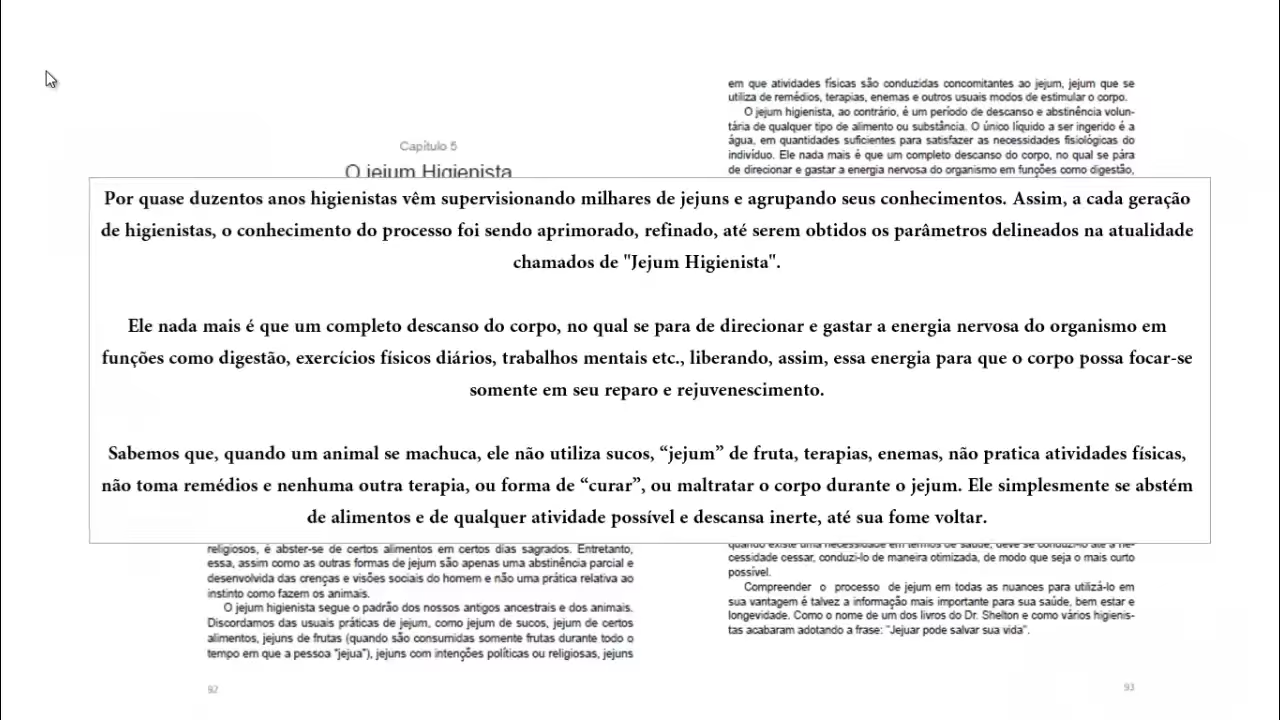 Capítulo 5
O jejum Higienista
em que atividades físicas são conduzidas concomitantes ao jejum, jejum que se
utiliza de remédios, terapias, enemas e outros usuais modos de estimular o corpo.
O jejum higienista, ao contrário, é um período de descanso e abstinência volun-
tária de qualquer tipo de alimento ou substância. O único líquido a ser ingerido é a
água, em quantidades suficientes para satisfazer as necessidades fisiológicas do
indivíduo. Ele nada mais é que um completo descanso do corpo, no qual se pára
de direcionar e gastar a energia nervosa do organismo em funções como digestão,
Por quase duzentos anos higienistas vêm supervisionando milhares de jejuns e agrupando seus conhecimentos. Assim, a cada geração
de higienistas, o conhecimento do processo foi sendo aprimorado, refinado, até serem obtidos os parâmetros delineados na atualidade
chamados de "Jejum Higienista".
Ele nada mais é que um completo descanso do corpo, no qual se para de direcionar e gastar a energia nervosa do organismo em
funções como digestão, exercícios físicos diários, trabalhos mentais etc., liberando, assim, essa energia para que o corpo possa focar-se
somente em seu reparo e rejuvenescimento.
Sabemos que, quando um animal se machuca, ele não utiliza sucos, “jejum” de fruta, terapias, enemas, não pratica atividades físicas,
não toma remédios e nenhuma outra terapia, ou forma de “curar”, ou maltratar o corpo durante o jejum. Ele simplesmente se abstém
de alimentos e de qualquer atividade possível e descansa inerte, até sua fome voltar.
religiosos, é abster-se de certos alimentos em certos dias sagrados. Entretanto,
essa, assim como as outras formas de jejum são apenas uma abstinência parcial e
desenvolvida das crenças e visões sociais do homem e não uma prática relativa ao
instinto como fazem os animais.
O jejum higienista segue o padrão dos nossos antigos ancestrais e dos animais.
Discordamos das usuais práticas de jejum, como jejum de sucos, jejum de certos
alimentos, jejuns de frutas (quando são consumidas somente frutas durante todo o
tempo em que a pessoa "jejua"), jejuns com intenções políticas ou religiosas, jejuns
92
quando existe uma necessidade em termos de saúde, deve se conduzi-lo até a ne-
cessidade cessar, conduzi-lo de maneira otimizada, de modo que seja o mais curto
possível.
Compreender o processo de jejum em todas as nuances para utilizá-lo em
sua vantagem é talvez a informação mais importante para sua saúde, bem estar e
longevidade. Como o nome de um dos livros do Dr. Shelton e como vários higienis-
tas acabaram adotando a frase: "Jejuar pode salvar sua vida".
93